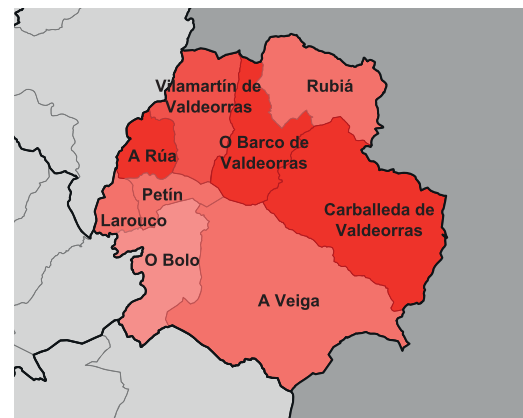 Vilamartín de
Valdeorras
Rubiá
A Rúa
O Barco de
Valdeorras
Petín
Larouco
Carballeda de
Valdeorras
O Bolo
A Veiga